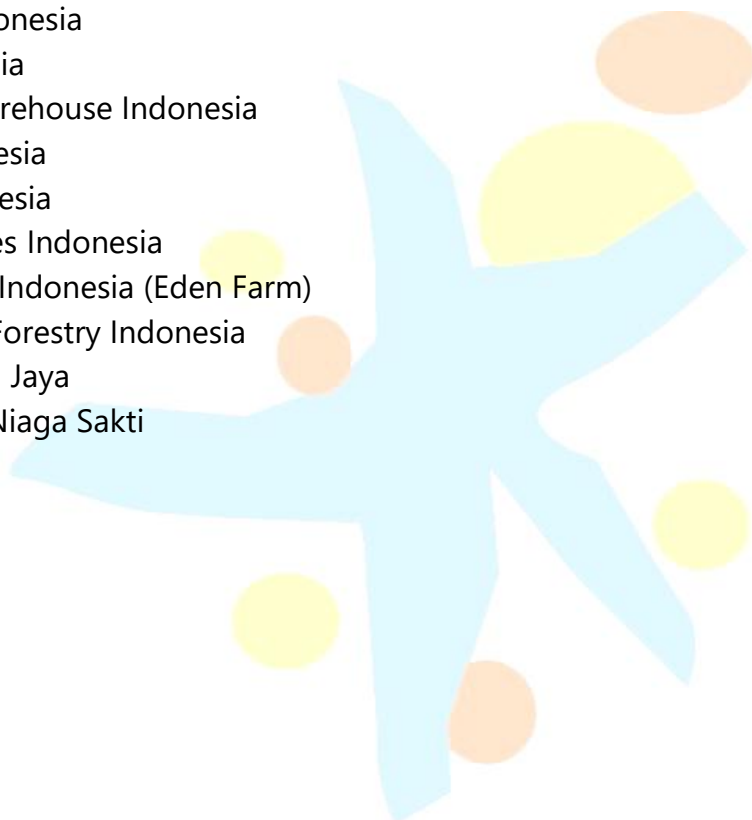 onesia
ia
rehouse Indonesia
esia
esia
es Indonesia
Indonesia (Eden Farm)
Forestry Indonesia
Jaya
Niaga Sakti